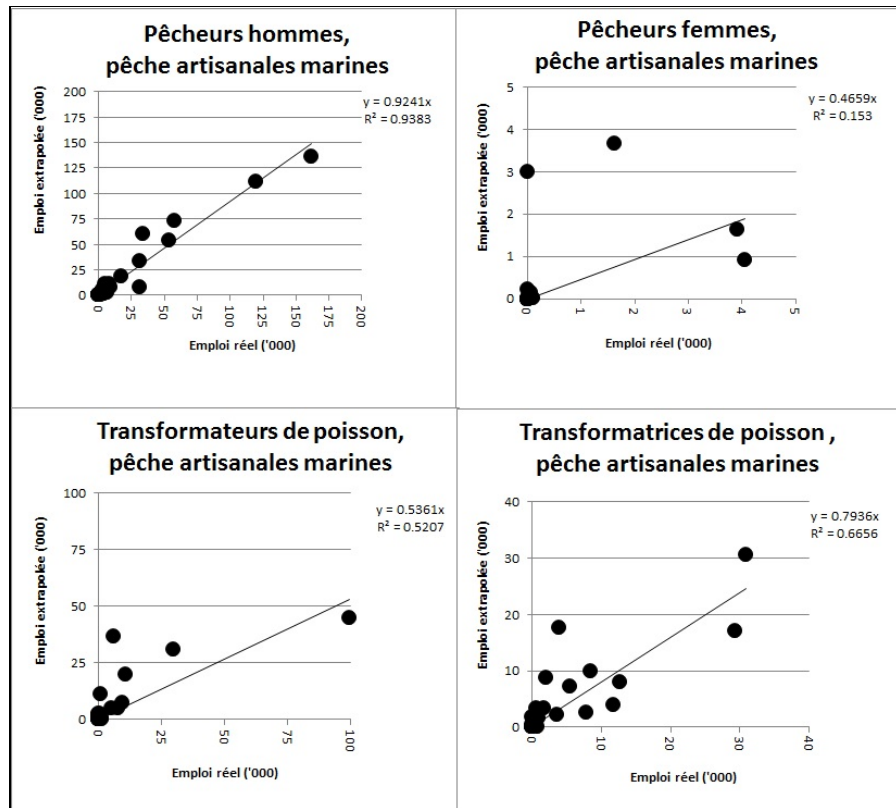 Pêcheurs hommes,
pêche artisanales marines
y = 0.9241x
R² = 0.9383
Emploi extrapolée ('000)
200
175
150
125
100
75
50
25
0
0
25
50
75
100
125
150
175
200
Emploi réel ('000)
Pêcheurs femmes,
pêche artisanales marines
y = 0.4659x
R² = 0.153
Emploi extrapolée ('000)
5
4
3
2
1
0
0
1
2
3
4
5
Emploi réel ('000)
Transformateurs de poisson,
pêche artisanales marines
y = 0.5361x
R² = 0.5207
Emploi extrapolée ('000)
100
75
50
25
0
0
25
50
75
100
Emploi réel ('000)
Transformatrices de poisson ,
pêche artisanales marines
y = 0.7936x
R² = 0.6656
Emploi extrapolée ('000)
40
30
20
10
0
0
10
20
30
40
Emploi réel ('000)